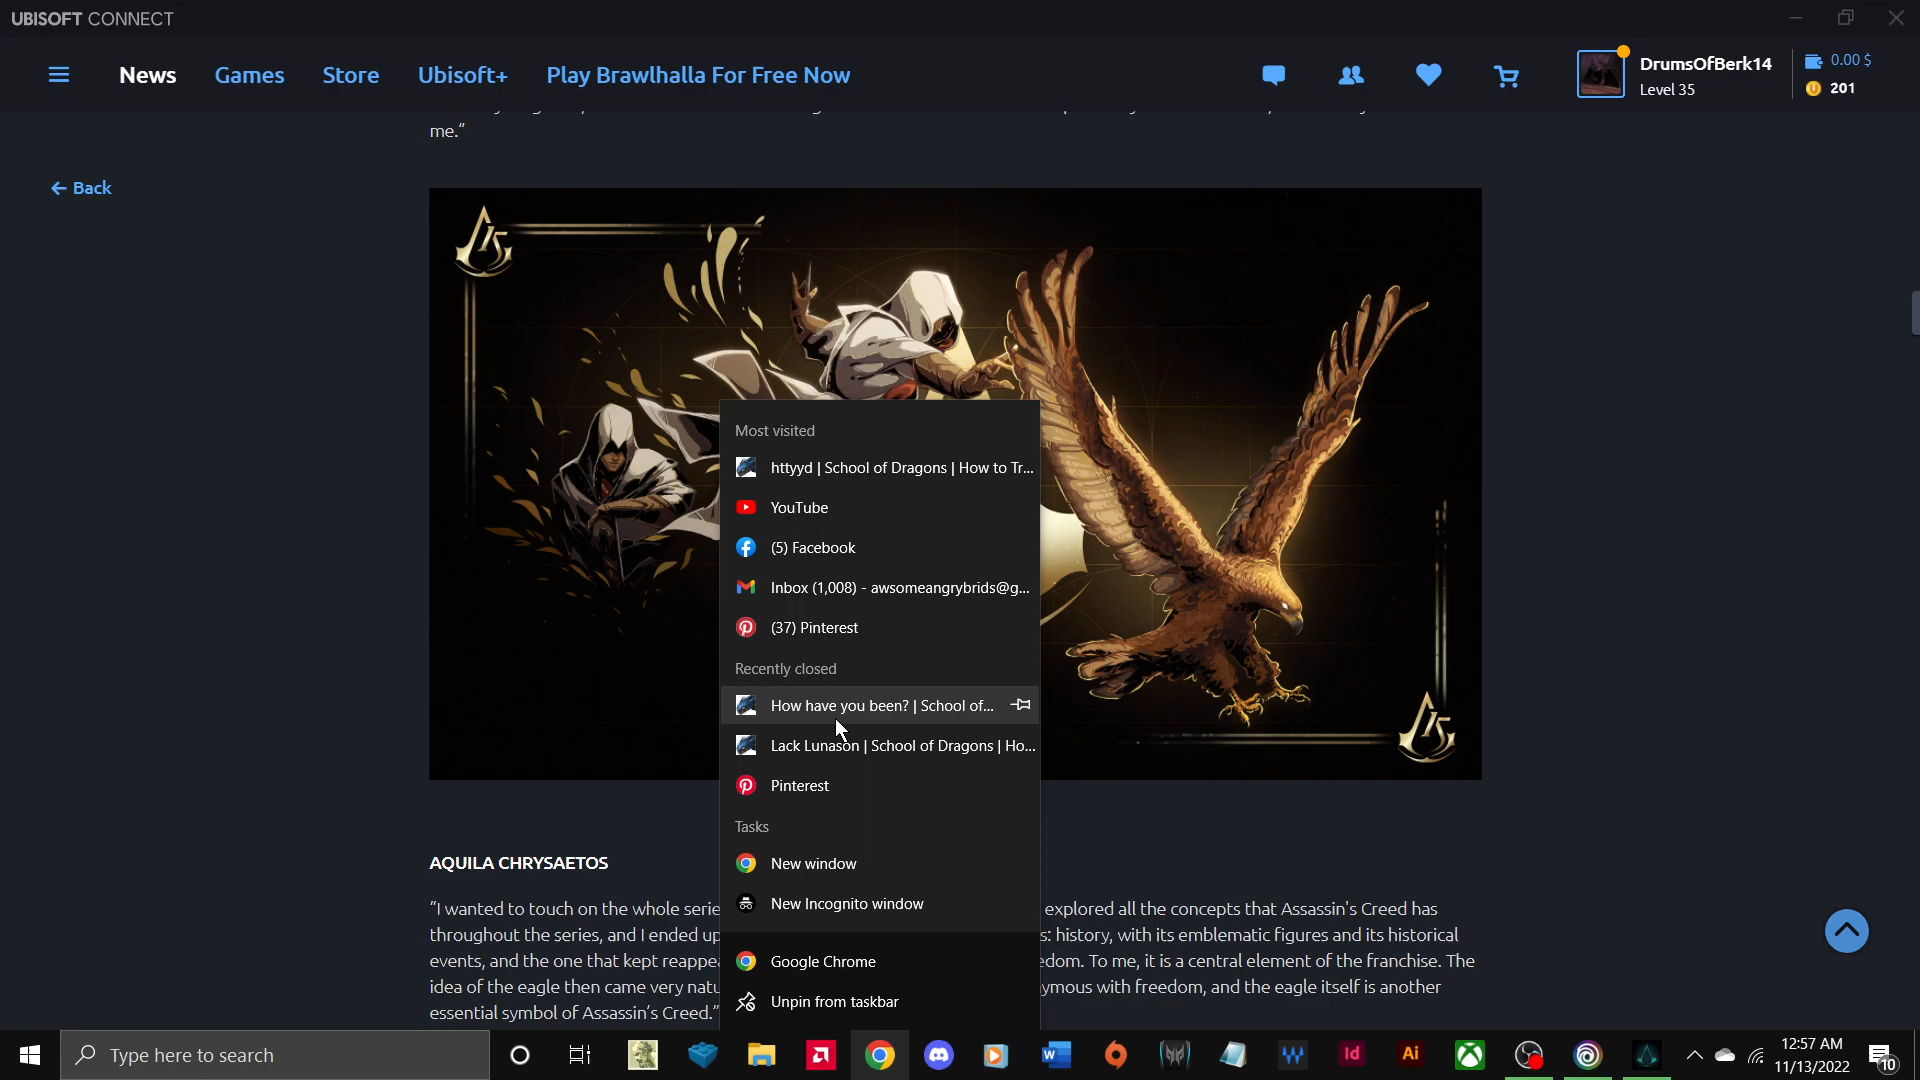 UBISOFT CONNECT
News Games Store Ubisoft+ Play Brawlhalla For Free Now
DrumsOfBerk14
Level 35
0.00 $
201
me."
Back
Most visited
httyyd | School of Dragons | How to Tr...
YouTube
(5) Facebook
Inbox (1,008) - awsomeangrybrids@g...
(37) Pinterest
Recently closed
How have you been? | School of...
Lack Lunason | School of Dragons | Ho...
Pinterest
Tasks
New window
New Incognito window
Google Chrome
Unpin from taskbar
AQUILA CHRYSAETOS
"I wanted to touch on the whole serie explored all the concepts that Assassin's Creed has
throughout the series, and I ended up s: history, with its emblematic figures and its historical
events, and the one that kept reappea edom. To me, it is a central element of the franchise. The
idea of the eagle then came very natu ymous with freedom, and the eagle itself is another
essential symbol of Assassin's Creed."
Type here to search
W
Id
Ai
12:57 AM
11/13/2022
10